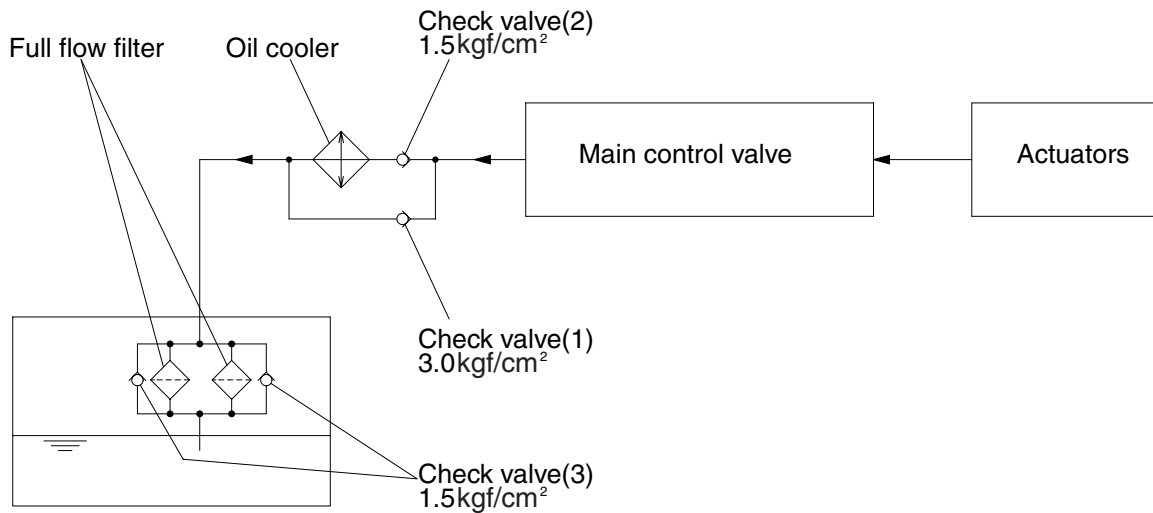 Check valve(2)
1.5kgf/cm²
Full flow filter
Oil cooler
Main control valve
Actuators
Check valve(1)
3.0kgf/cm²
Check valve(3)
1.5kgf/cm²